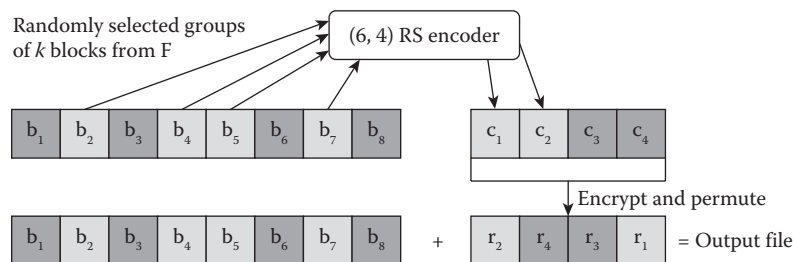 Randomly selected groups
of k blocks from F
(6, 4) RS encoder
b₁ b₂ b₃ b₄ b₅ b₆ b₇ b₈
c₁ c₂ c₃ c₄
Encrypt and permute
b₁ b₂ b₃ b₄ b₅ b₆ b₇ b₈ + r₂ r₄ r₃ r₁ = Output file